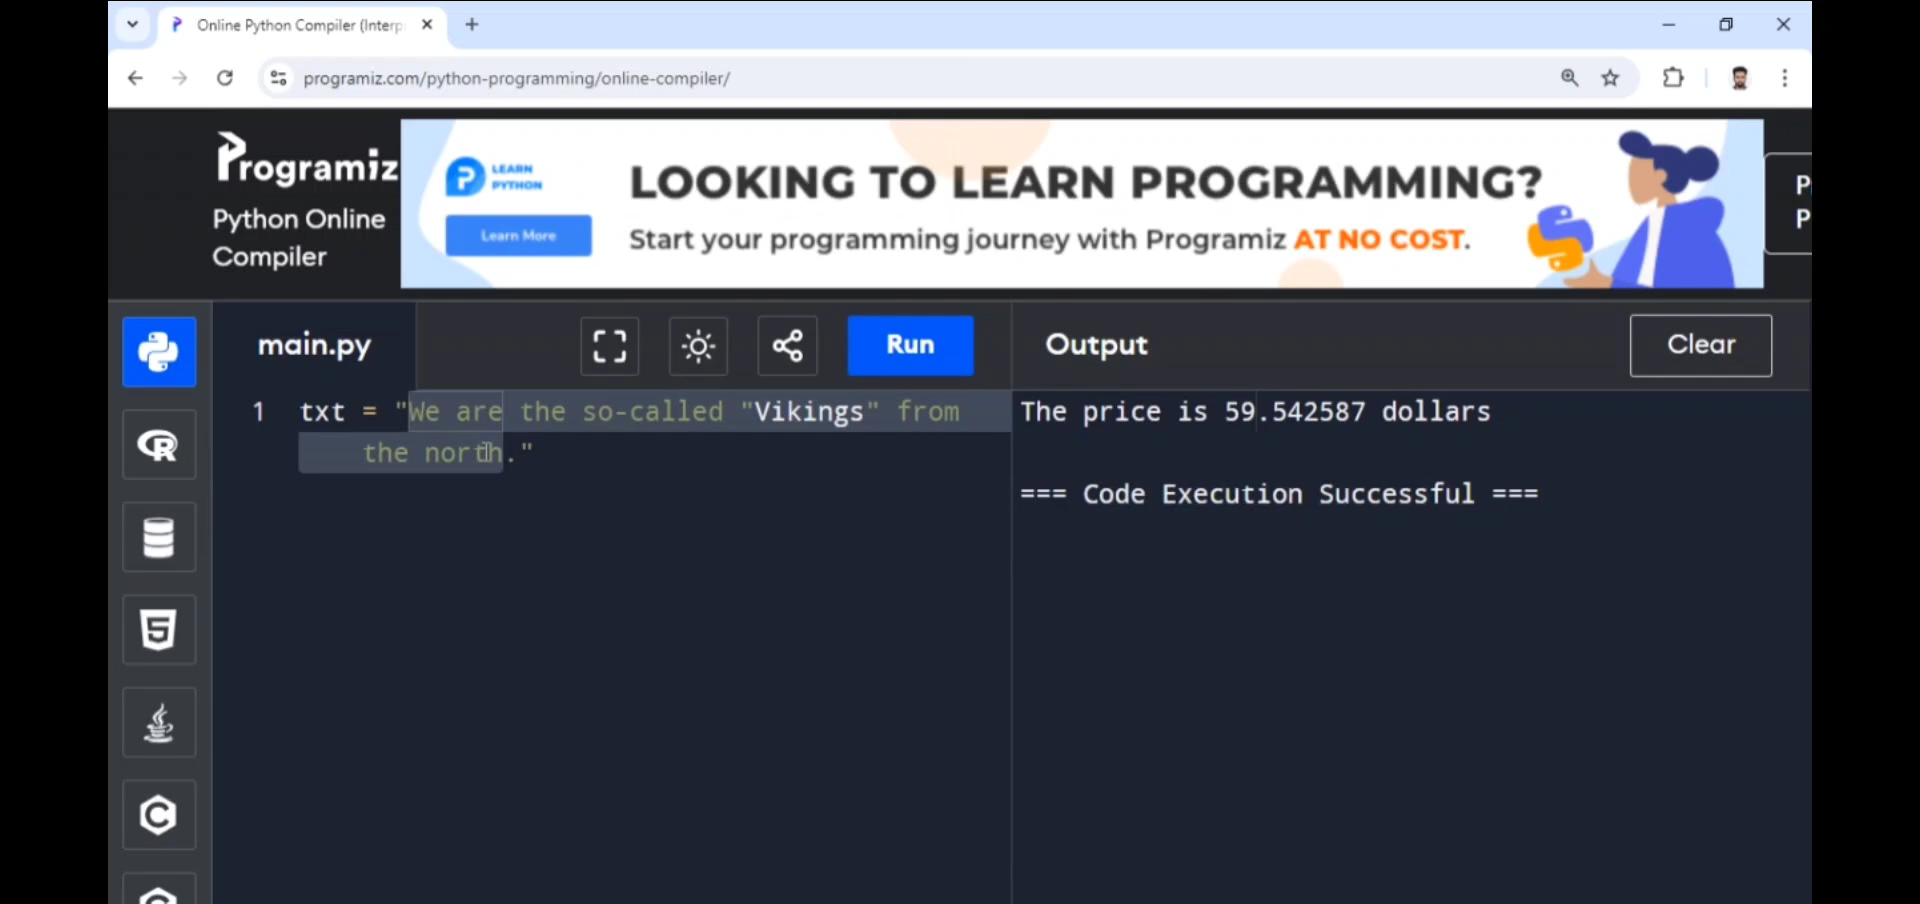 Online Python Compiler (Interp
programiz.com/python-programming/online-compiler/
Programiz
Python Online
Compiler
LEARN
PYTHON
Learn More
LOOKING TO LEARN PROGRAMMING?
Start your programming journey with Programiz AT NO COST.
P
P
main.py
Run
Output
Clear
1 txt = "We are the so-called "Vikings" from
the north."
The price is 59.542587 dollars
=== Code Execution Successful ===